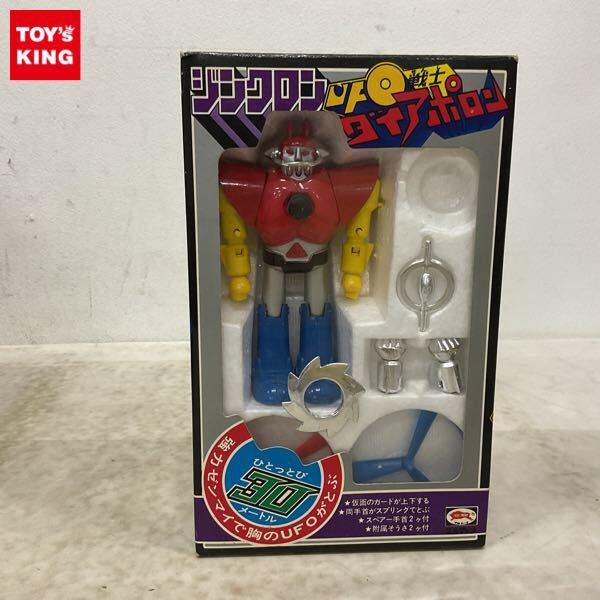 TOY's
KING
ジンクロン
UFO戦士
ダイアポロン
ひとっとび
30
メートル
強力ゼンマイで胸のUFOがとぶ
★仮面のガードが上下する
★両手首がスプリングでとぶ
★スペアー手首2ヶ付
★附属そうさ2ヶ付